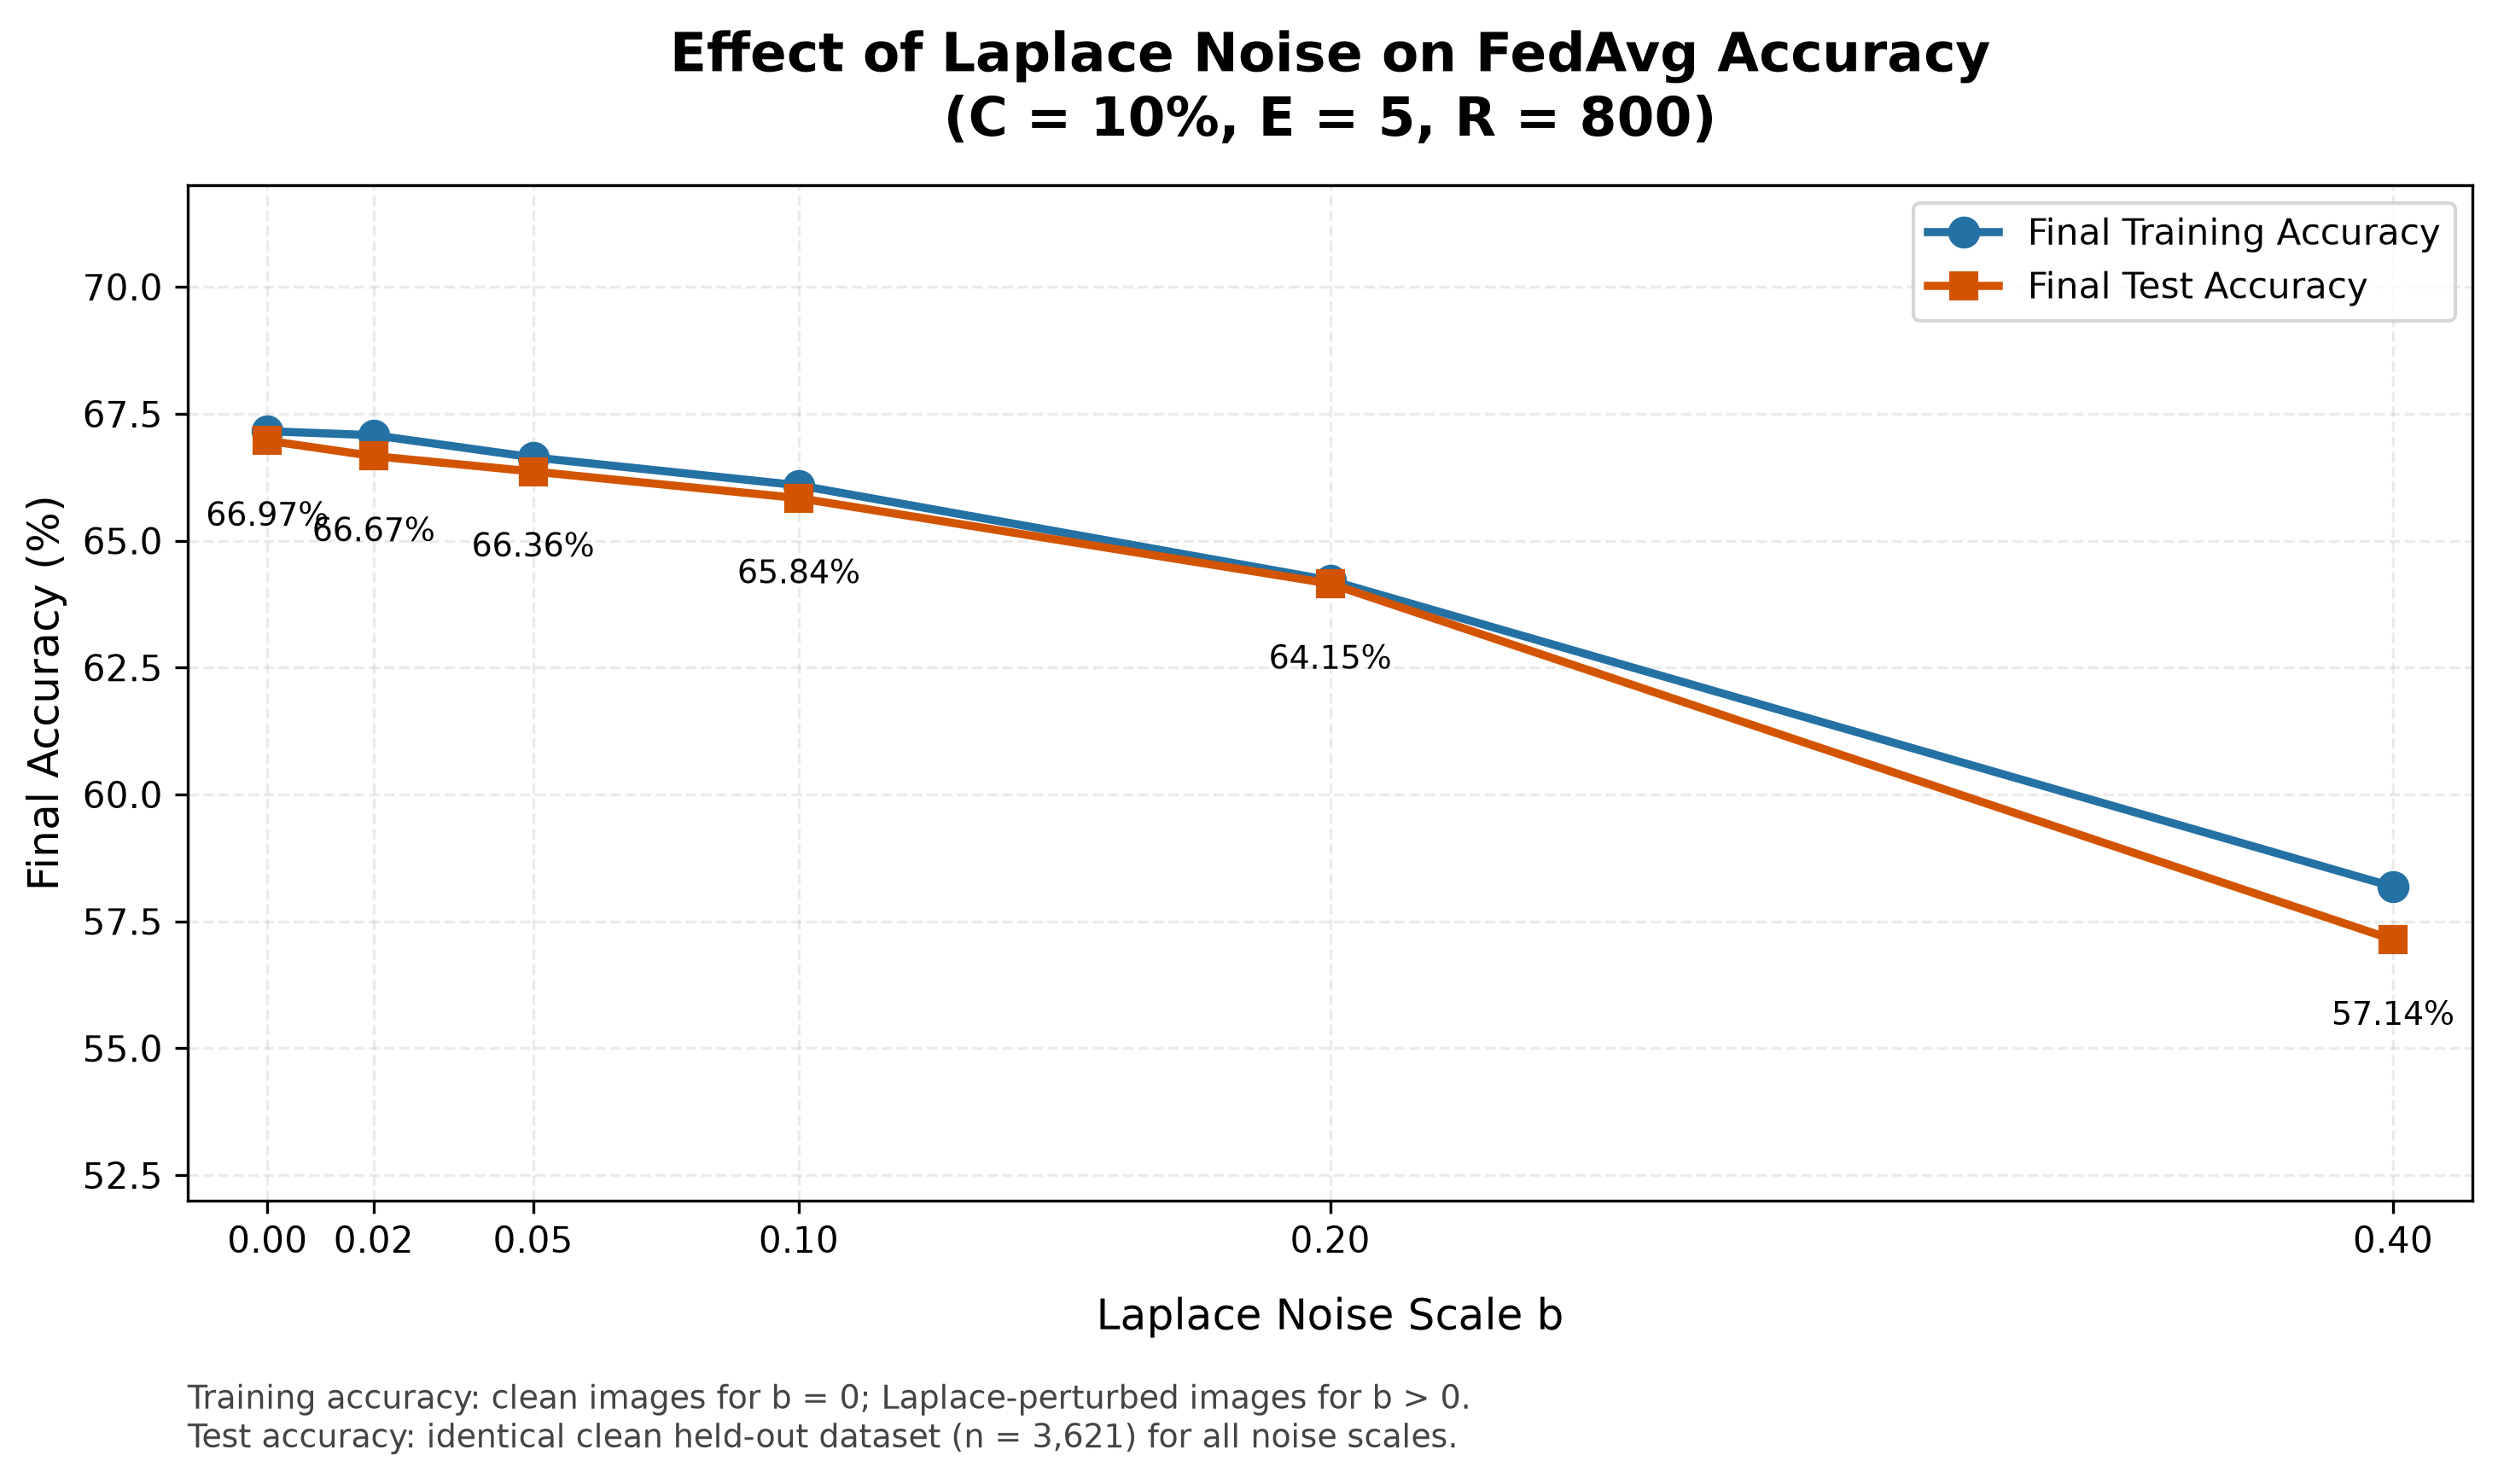 Effect of Laplace Noise on FedAvg Accuracy
(C = 10%, E = 5, R = 800)
Final Training Accuracy
Final Test Accuracy
Final Accuracy (%)
70.0
67.5
65.0
62.5
60.0
57.5
55.0
52.5
66.97%
66.67%
66.36%
65.84%
64.15%
57.14%
0.00 0.02 0.05 0.10 0.20 0.40
Laplace Noise Scale b
Training accuracy: clean images for b = 0; Laplace-perturbed images for b > 0.
Test accuracy: identical clean held-out dataset (n = 3,621) for all noise scales.